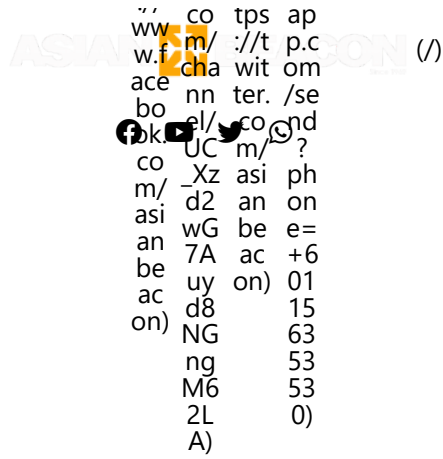 ASIAN BEACON
(/)
://
ww
w.f
ace
bo
ok.
co
m/
asi
an
be
ac
on)
co
m/
cha
nn
el/
UC
_Xz
d2
wG
7A
uy
d8
NG
ng
M6
2L
A)
tps
://t
wit
ter.
co
m/
asi
an
be
ac
on)
ap
p.c
om
/se
nd
?
ph
on
e=
+6
01
15
63
53
53
0)